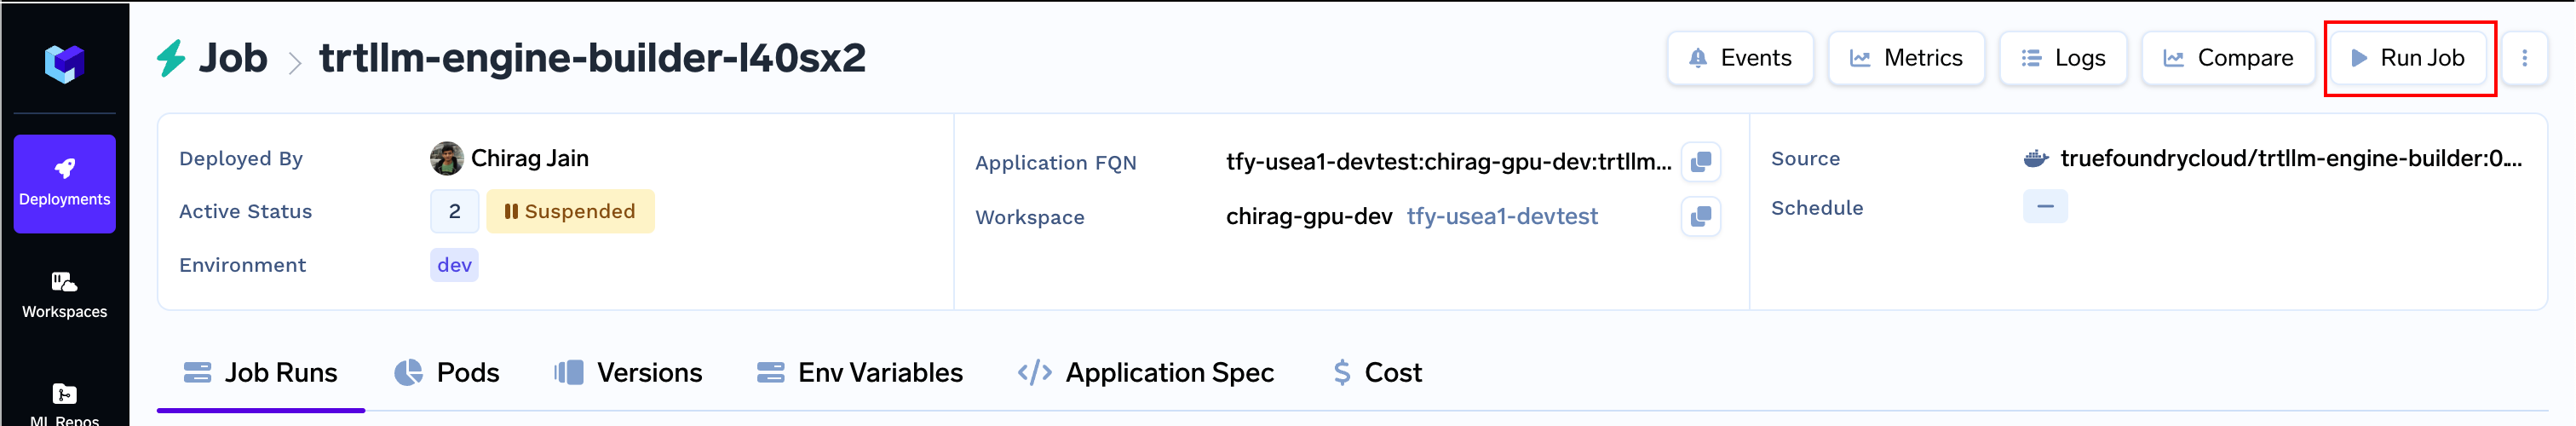 Job > trtllm-engine-builder-l40sx2
Events
Metrics
Logs
Compare
Run Job
Deployments
Workspaces
ML Repos
Deployed By Chirag Jain
Active Status 2 Suspended
Environment dev
Application FQN tfy-usea1-devtest:chirag-gpu-dev:trtllm...
Workspace chirag-gpu-dev tfy-usea1-devtest
Source truefoundrycloud/trtllm-engine-builder:0....
Schedule –
Job Runs
Pods
Versions
Env Variables
</> Application Spec
$ Cost